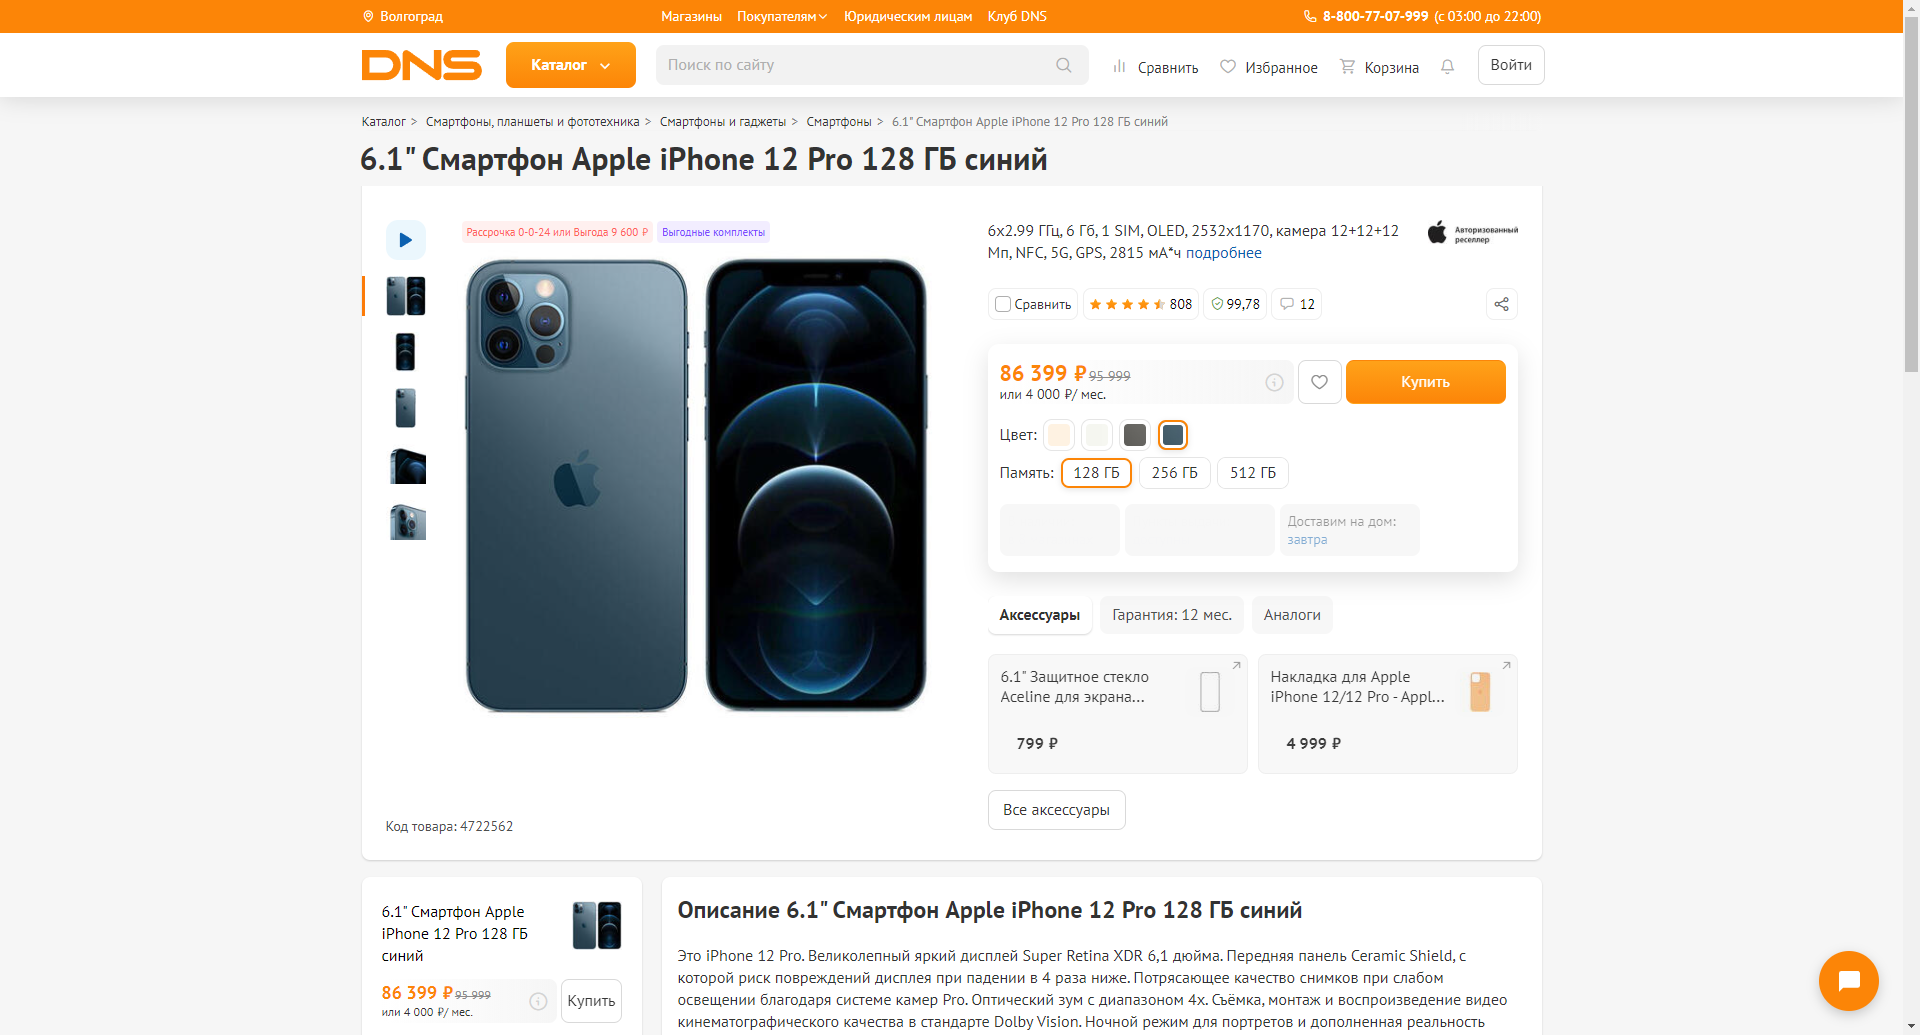 Волгоград
Магазины Покупателям Юридическим лицам Клуб DNS
8-800-77-07-999 (с 03:00 до 22:00)
DNS
Каталог
Поиск по сайту
Сравнить
Избранное
Корзина
Войти
Каталог > Смартфоны, планшеты и фототехника > Смартфоны и гаджеты > Смартфоны > 6.1" Смартфон Apple iPhone 12 Pro 128 ГБ синий
6.1" Смартфон Apple iPhone 12 Pro 128 ГБ синий
Рассрочка 0-0-24 или Выгода 9 600 ₽
Выгодные комплекты
Код товара: 4722562
6x2.99 ГГц, 6 Гб, 1 SIM, OLED, 2532x1170, камера 12+12+12
Мп, NFC, 5G, GPS, 2815 мА*ч подробнее
Авторизованный
реселлер
Сравнить
808
99,78
12
86 399 ₽ 95 999
или 4 000 ₽/ мес.
Купить
Цвет:
Память: 128 ГБ 256 ГБ 512 ГБ
Доставим на дом:
завтра
Аксессуары
Гарантия: 12 мес.
Аналоги
6.1" Защитное стекло
Aceline для экрана...
799 ₽
Накладка для Apple
iPhone 12/12 Pro - Appl...
4 999 ₽
Все аксессуары
6.1" Смартфон Apple
iPhone 12 Pro 128 ГБ
синий
86 399 ₽ 95 999
или 4 000 ₽/ мес.
Купить
Описание 6.1" Смартфон Apple iPhone 12 Pro 128 ГБ синий
Это iPhone 12 Pro. Великолепный яркий дисплей Super Retina XDR 6,1 дюйма. Передняя панель Ceramic Shield, с
которой риск повреждений дисплея при падении в 4 раза ниже. Потрясающее качество снимков при слабом
освещении благодаря системе камер Pro. Оптический зум с диапазоном 4x. Съёмка, монтаж и воспроизведение видео
кинематографического качества в стандарте Dolby Vision. Ночной режим для портретов и дополненная реальность